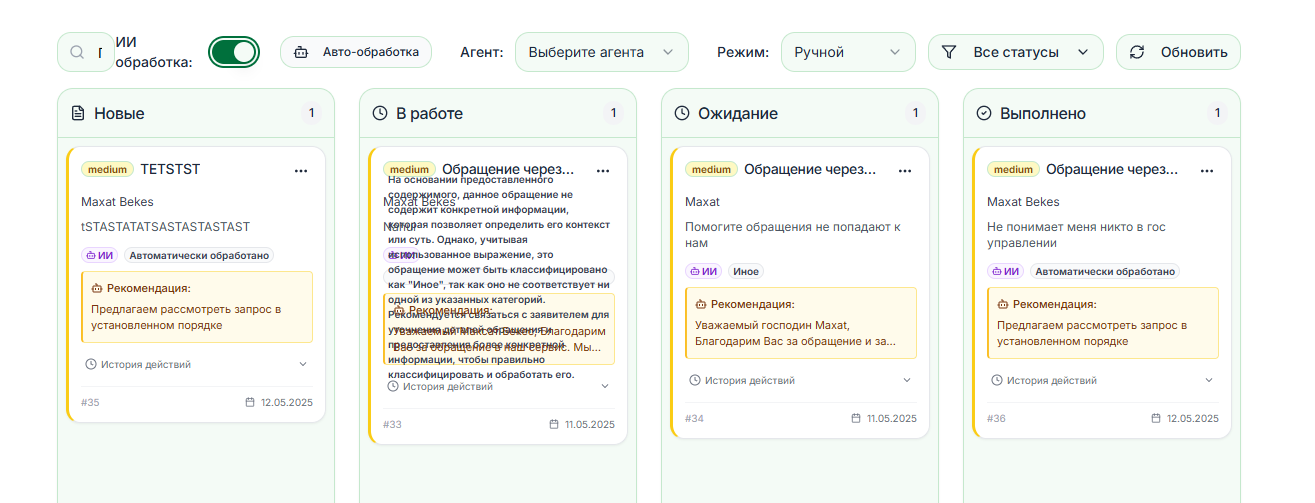 П
ИИ
обработка:
Авто-обработка
Агент:
Выберите агента
Режим:
Ручной
Все статусы
Обновить
Новые
1
medium TETSTST
Maxat Bekes
tSTASTATATSASTASTASTAST
ИИ
Автоматически обработано
Рекомендация:
Предлагаем рассмотреть запрос в
установленном порядке
История действий
#35
12.05.2025
В работе
1
medium Обращение через...
Maxat Bekes
На основании предоставленного
содержимого, данное обращение не
содержит конкретной информации,
которая позволяет определить его контекст
или суть. Однако, учитывая
использованное выражение, это
обращение может быть классифицировано
как "Иное", так как оно не соответствует ни
одной из указанных категорий.
Рекомендуется связаться с заявителем для
уточнения деталей обращения и
предоставления более конкретной
информации, чтобы правильно
классифицировать и обработать его.
ИИ
Рекомендация:
Уважаемый Максат Бекес, Благодарим
Вас за обращение в наш сервис. Мы...
История действий
#33
11.05.2025
Ожидание
1
medium Обращение через...
Maxat
Помогите обращения не попадают к
нам
ИИ
Иное
Рекомендация:
Уважаемый господин Maxat,
Благодарим Вас за обращение и за...
История действий
#34
11.05.2025
Выполнено
1
medium Обращение через...
Maxat Bekes
Не понимает меня никто в гос
управлении
ИИ
Автоматически обработано
Рекомендация:
Предлагаем рассмотреть запрос в
установленном порядке
История действий
#36
12.05.2025